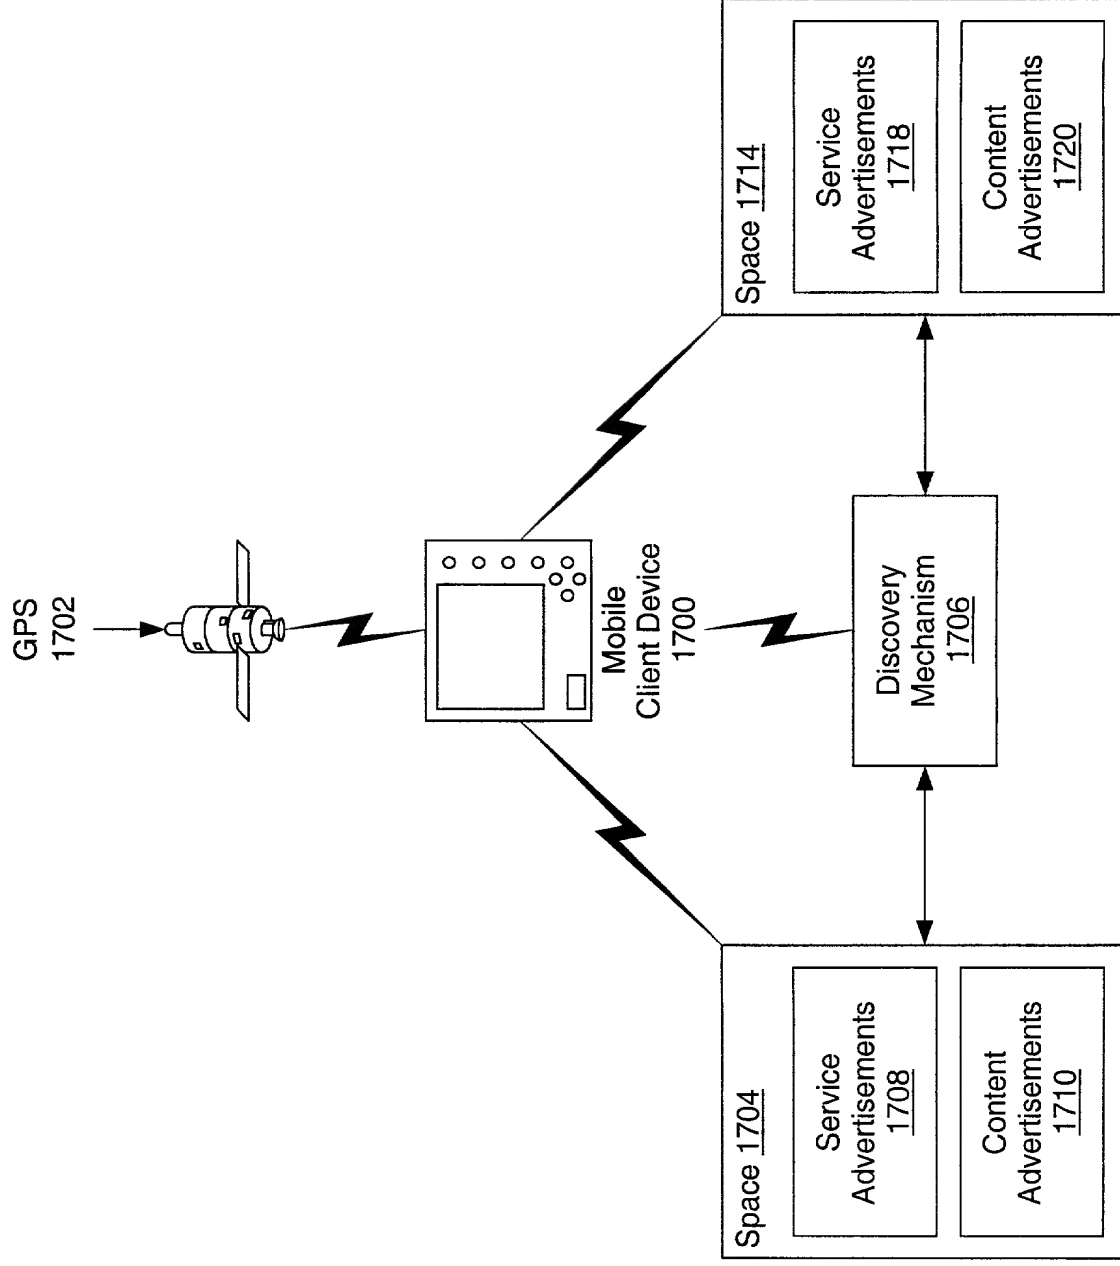 GPS
1702
Mobile
Client Device
1700
Discovery
Mechanism
1706
Space 1704
Service
Advertisements
1708
Content
Advertisements
1710
Space 1714
Service
Advertisements
1718
Content
Advertisements
1720